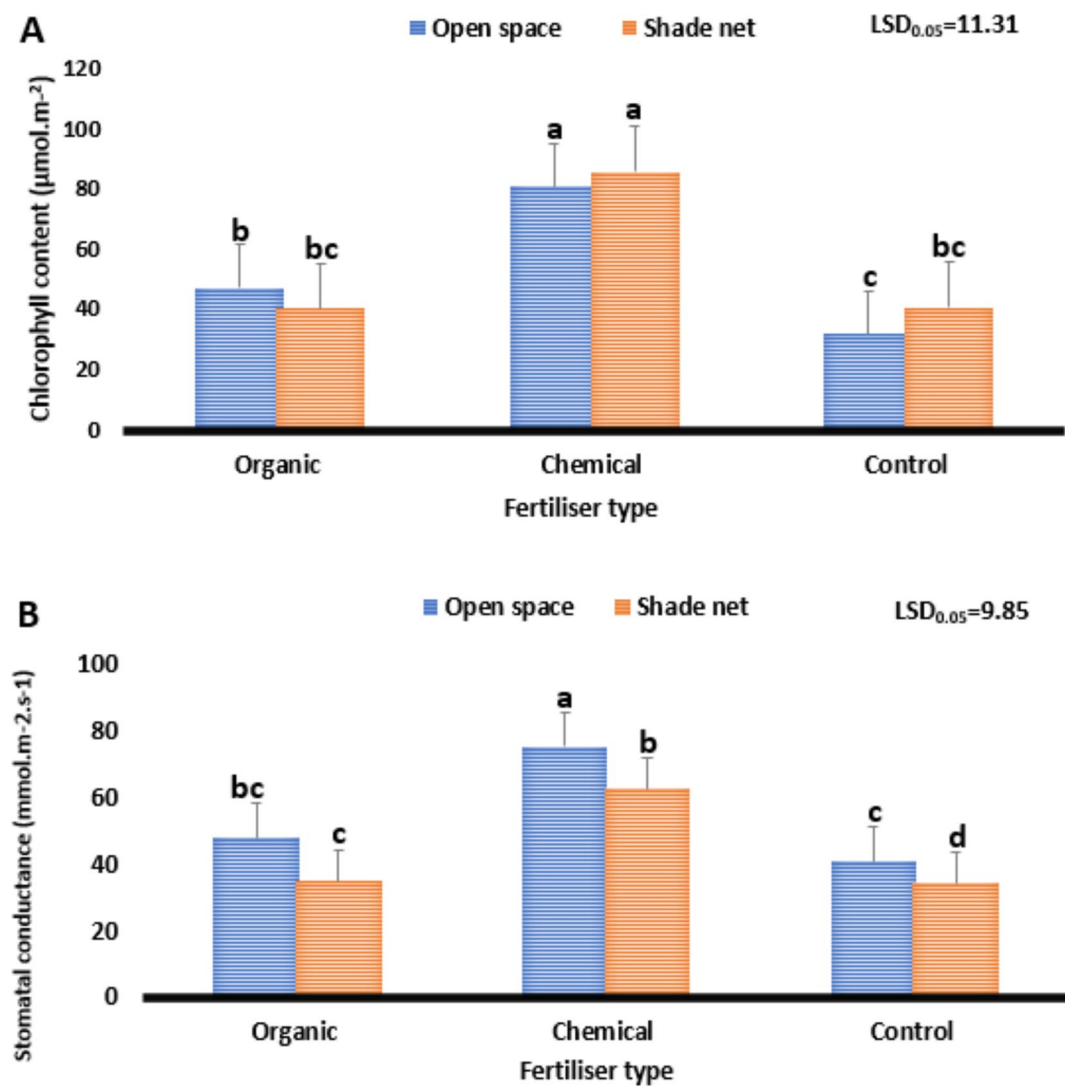 A
Open space Shade net LSD0.05=11.31
Chlorophyll content (µmol.m-²)
120
100
80
60
40
20
0
b bc a a c bc
Organic Chemical Control
Fertiliser type
B
Open space Shade net LSD0.05=9.85
Stomatal conductance (mmol.m-2.s-1)
100
80
60
40
20
0
bc c a b c d
Organic Chemical Control
Fertiliser type